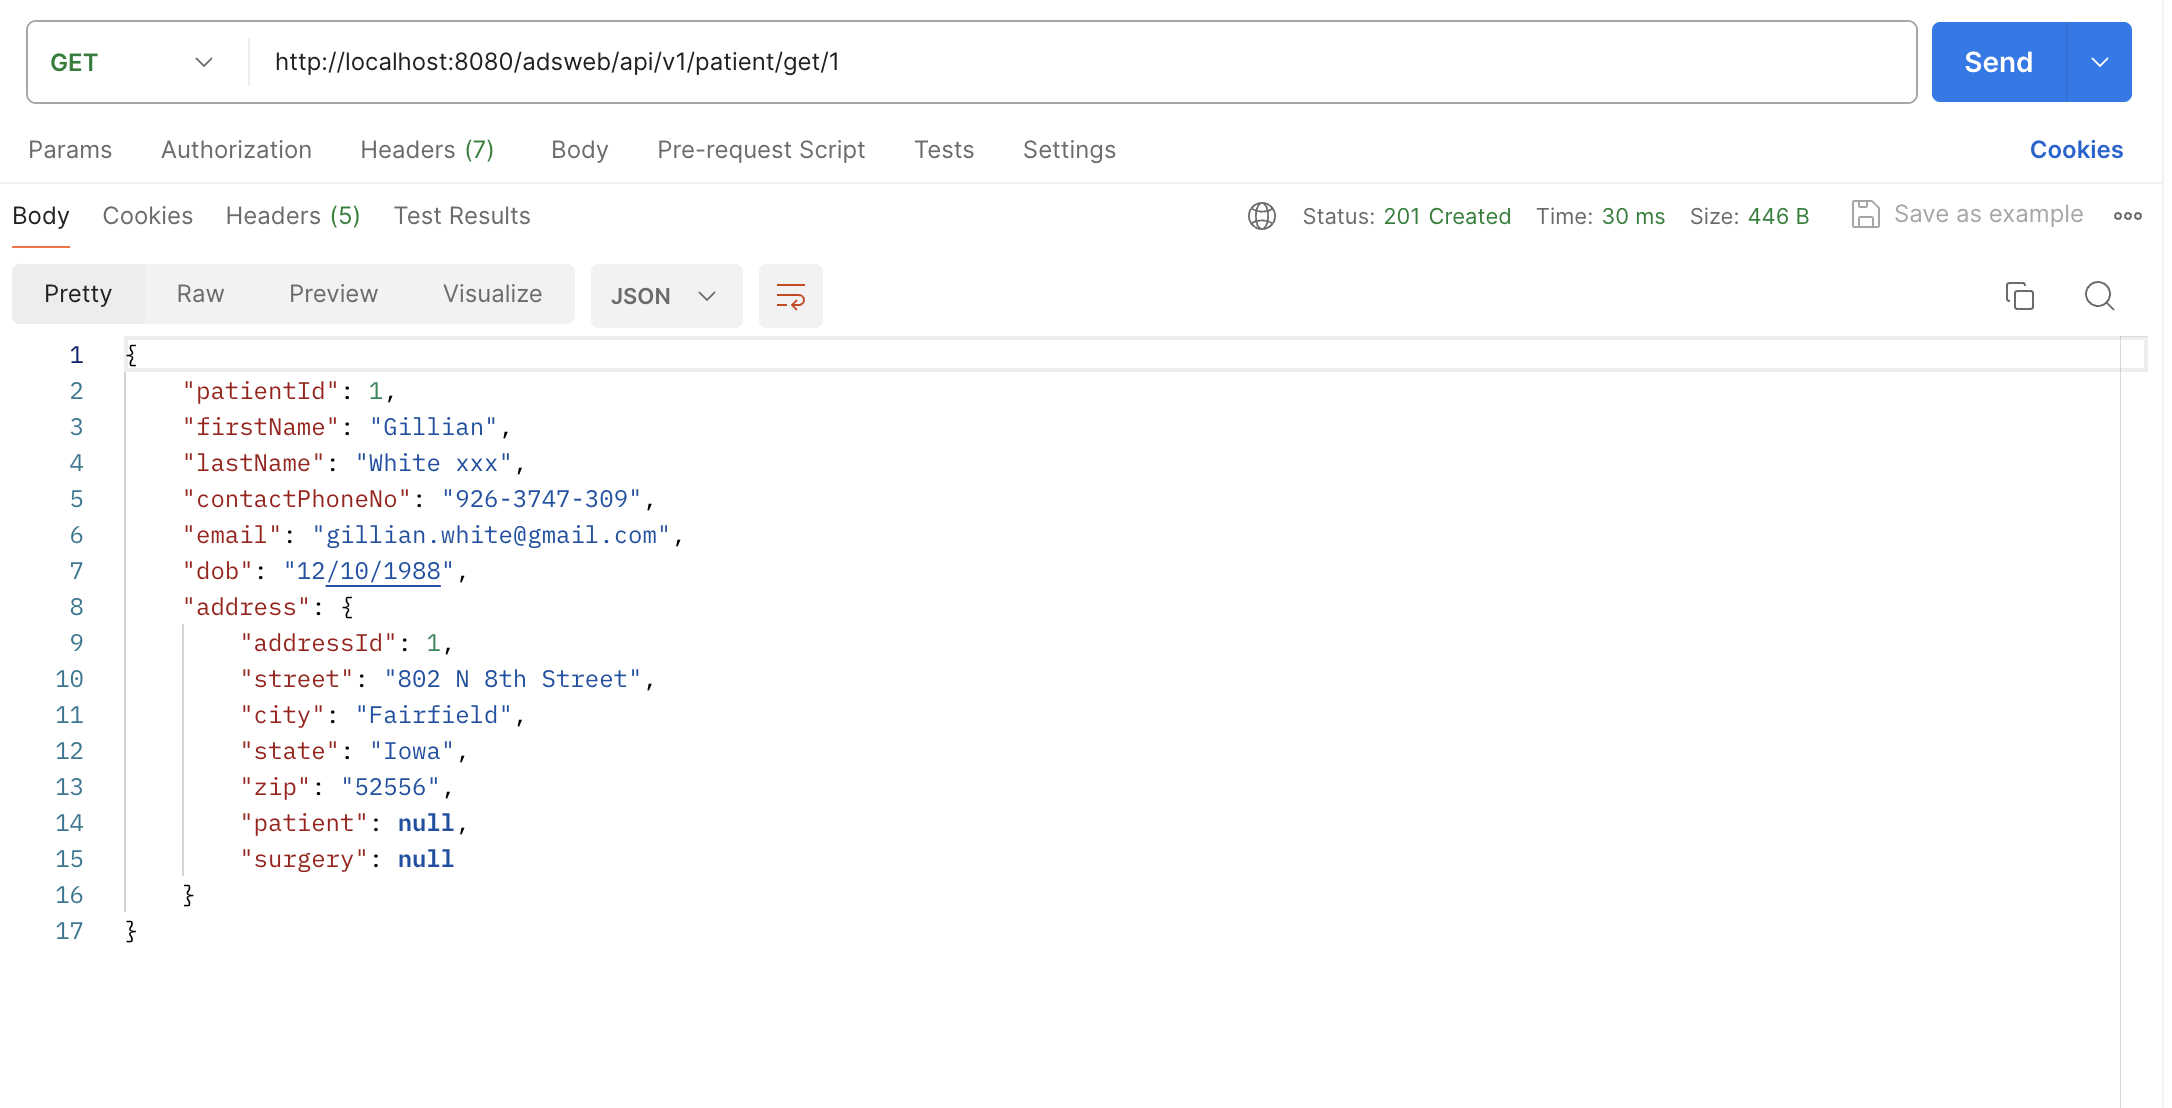 GET http://localhost:8080/adsweb/api/v1/patient/get/1 Send
Params Authorization Headers (7) Body Pre-request Script Tests Settings Cookies
Body Cookies Headers (5) Test Results Status: 201 Created Time: 30 ms Size: 446 B Save as example
Pretty Raw Preview Visualize JSON
1 {
2 "patientId": 1,
3 "firstName": "Gillian",
4 "lastName": "White xxx",
5 "contactPhoneNo": "926-3747-309",
6 "email": "gillian.white@gmail.com",
7 "dob": "12/10/1988",
8 "address": {
9 "addressId": 1,
10 "street": "802 N 8th Street",
11 "city": "Fairfield",
12 "state": "Iowa",
13 "zip": "52556",
14 "patient": null,
15 "surgery": null
16 }
17 }